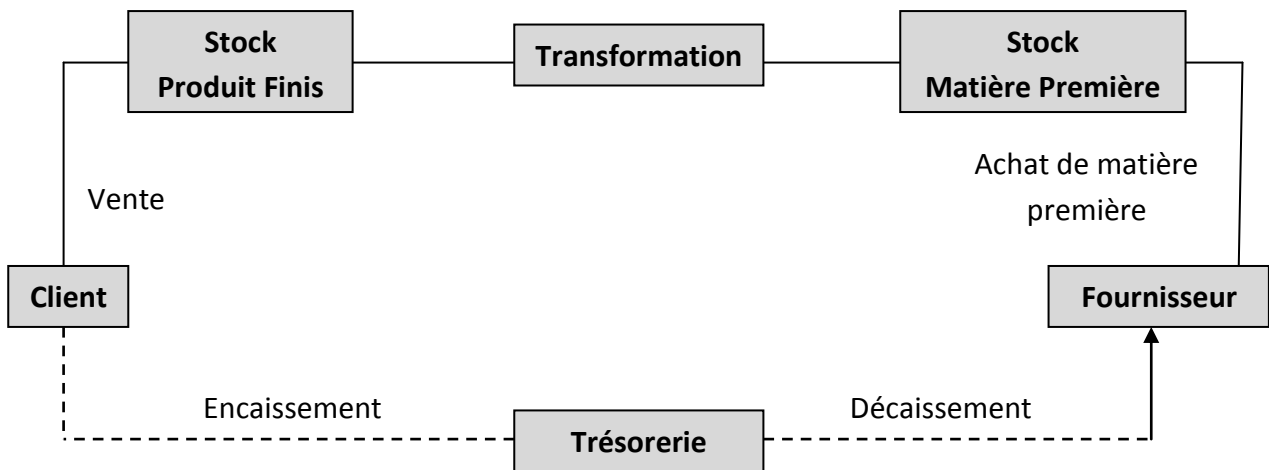 Stock
Produit Finis
Transformation
Stock
Matière Première
Vente
Achat de matière
première
Client
Fournisseur
Encaissement
Décaissement
Trésorerie